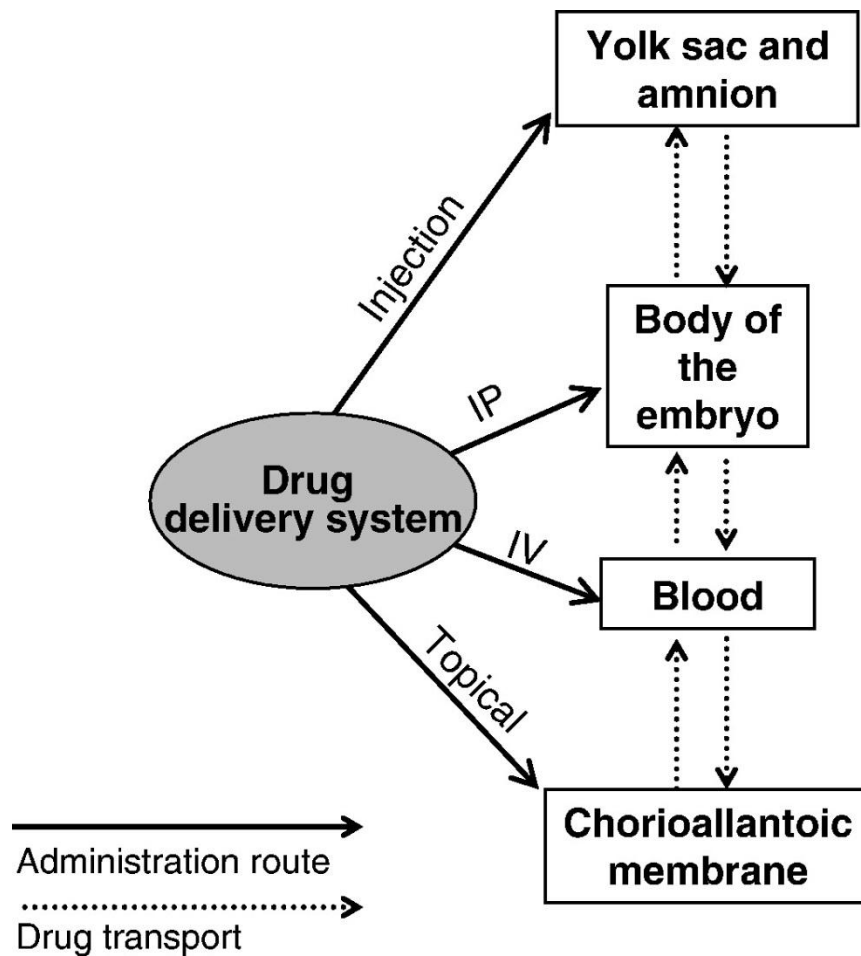 Yolk sac and
amnion
Injection
Body of
the
embryo
IP
Drug
delivery system
IV
Blood
Topical
Chorioallantoic
membrane
Administration route
Drug transport